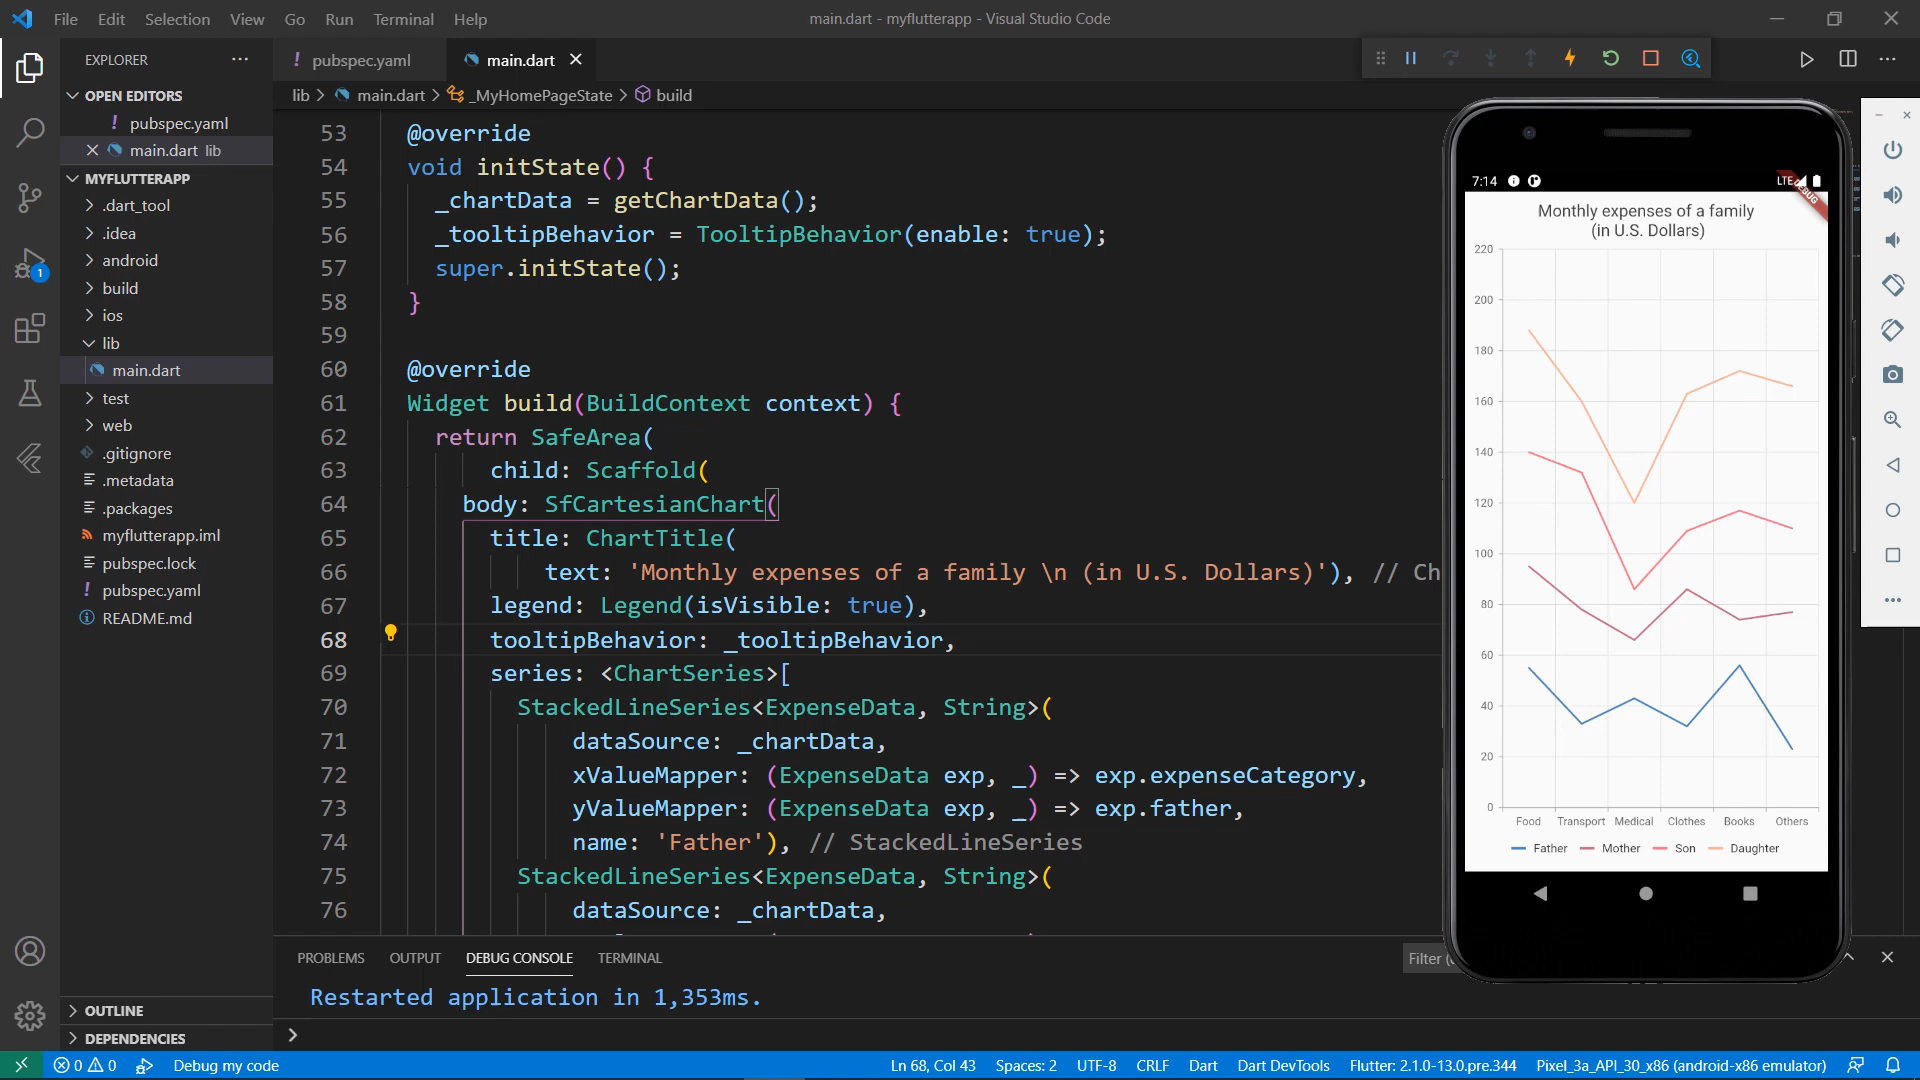 File Edit Selection View Go Run Terminal Help
main.dart - myflutterapp - Visual Studio Code
EXPLORER
OPEN EDITORS
! pubspec.yaml
main.dart lib
MYFLUTTERAPP
.dart_tool
.idea
android
build
ios
lib
main.dart
test
web
.gitignore
.metadata
.packages
myflutterapp.iml
pubspec.lock
! pubspec.yaml
README.md
OUTLINE
DEPENDENCIES
1
! pubspec.yaml
main.dart
lib > main.dart > _MyHomePageState > build
53 @override
54 void initState() {
55 _chartData = getChartData();
56 _tooltipBehavior = TooltipBehavior(enable: true);
57 super.initState();
58 }
59
60 @override
61 Widget build(BuildContext context) {
62 return SafeArea(
63 child: Scaffold(
64 body: SfCartesianChart(
65 title: ChartTitle(
66 text: 'Monthly expenses of a family \n (in U.S. Dollars)'), // Ch
67 legend: Legend(isVisible: true),
68 tooltipBehavior: _tooltipBehavior,
69 series: <ChartSeries>[
70 StackedLineSeries<ExpenseData, String>(
71 dataSource: _chartData,
72 xValueMapper: (ExpenseData exp, _) => exp.expenseCategory,
73 yValueMapper: (ExpenseData exp, _) => exp.father,
74 name: 'Father'), // StackedLineSeries
75 StackedLineSeries<ExpenseData, String>(
76 dataSource: _chartData,
7:14
LTE
DEBUG
Monthly expenses of a family
(in U.S. Dollars)
220
200
180
160
140
120
100
80
60
40
20
0
Food Transport Medical Clothes Books Others
Father Mother Son Daughter
PROBLEMS OUTPUT DEBUG CONSOLE TERMINAL
Filter (
Restarted application in 1,353ms.
0 0 Debug my code
Ln 68, Col 43 Spaces: 2 UTF-8 CRLF Dart Dart DevTools Flutter: 2.1.0-13.0.pre.344 Pixel_3a_API_30_x86 (android-x86 emulator)